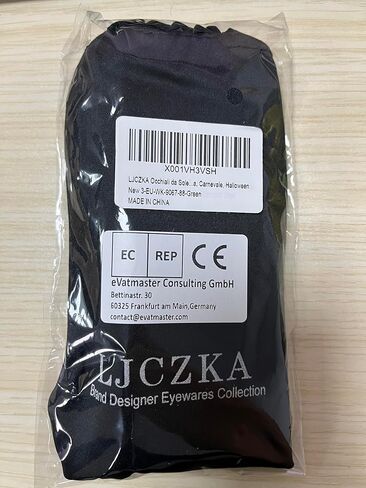 X001VH3VSH
LJCZKA Occhiali da Sole...a, Carnevale, Halloween
New 3-EU-WK-9067-88-Green
MADE IN CHINA
EC REP CE
eVatmaster Consulting GmbH
Bettinastr. 30
60325 Frankfurt am Main,Germany
contact@evatmaster.com
LJCZKA
Brand Designer Eyewares Collection